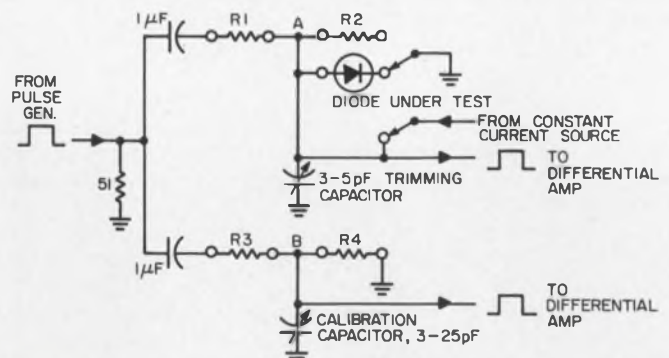 1μF
R1
A
R2
FROM
PULSE
GEN.
DIODE UNDER TEST
FROM CONSTANT
CURRENT SOURCE
TO
DIFFERENTIAL
AMP
51
3-5pF TRIMMING
CAPACITOR
1μF
R3
B
R4
TO
DIFFERENTIAL
AMP
CALIBRATION
CAPACITOR, 3-25pF